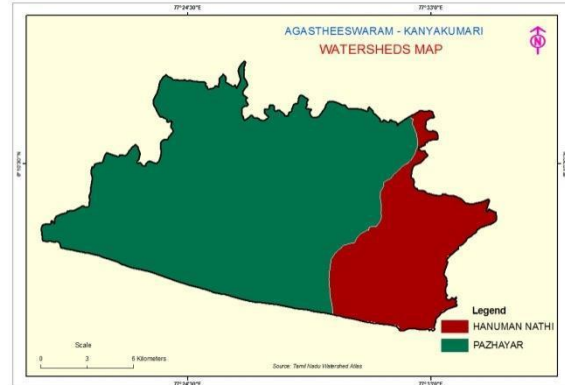 77°24'30"E
77°33'0"E
AGASTHEESWARAM - KANYAKUMARI
WATERSHEDS MAP
N
Legend
HANUMAN NATHI
PAZHAYAR
Scale
0 3 6 Kilometers
Source: Tamil Nadu Watershed Atlas
77°24'30"E
77°33'0"E